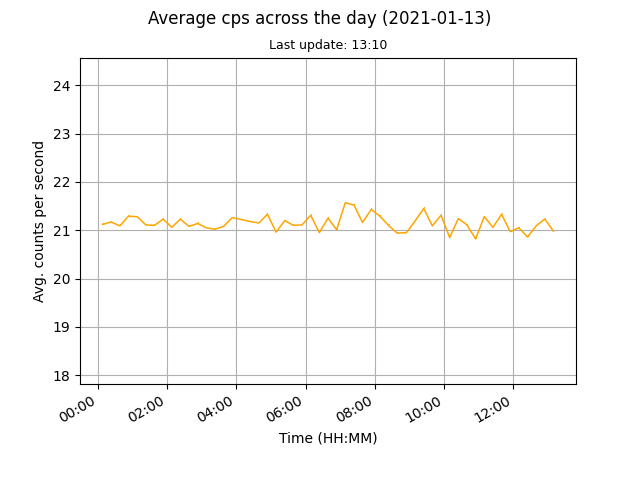 Average cps across the day (2021-01-13)
Last update: 13:10
Avg. counts per second
24
23
22
21
20
19
18
00:00 02:00 04:00 06:00 08:00 10:00 12:00
Time (HH:MM)